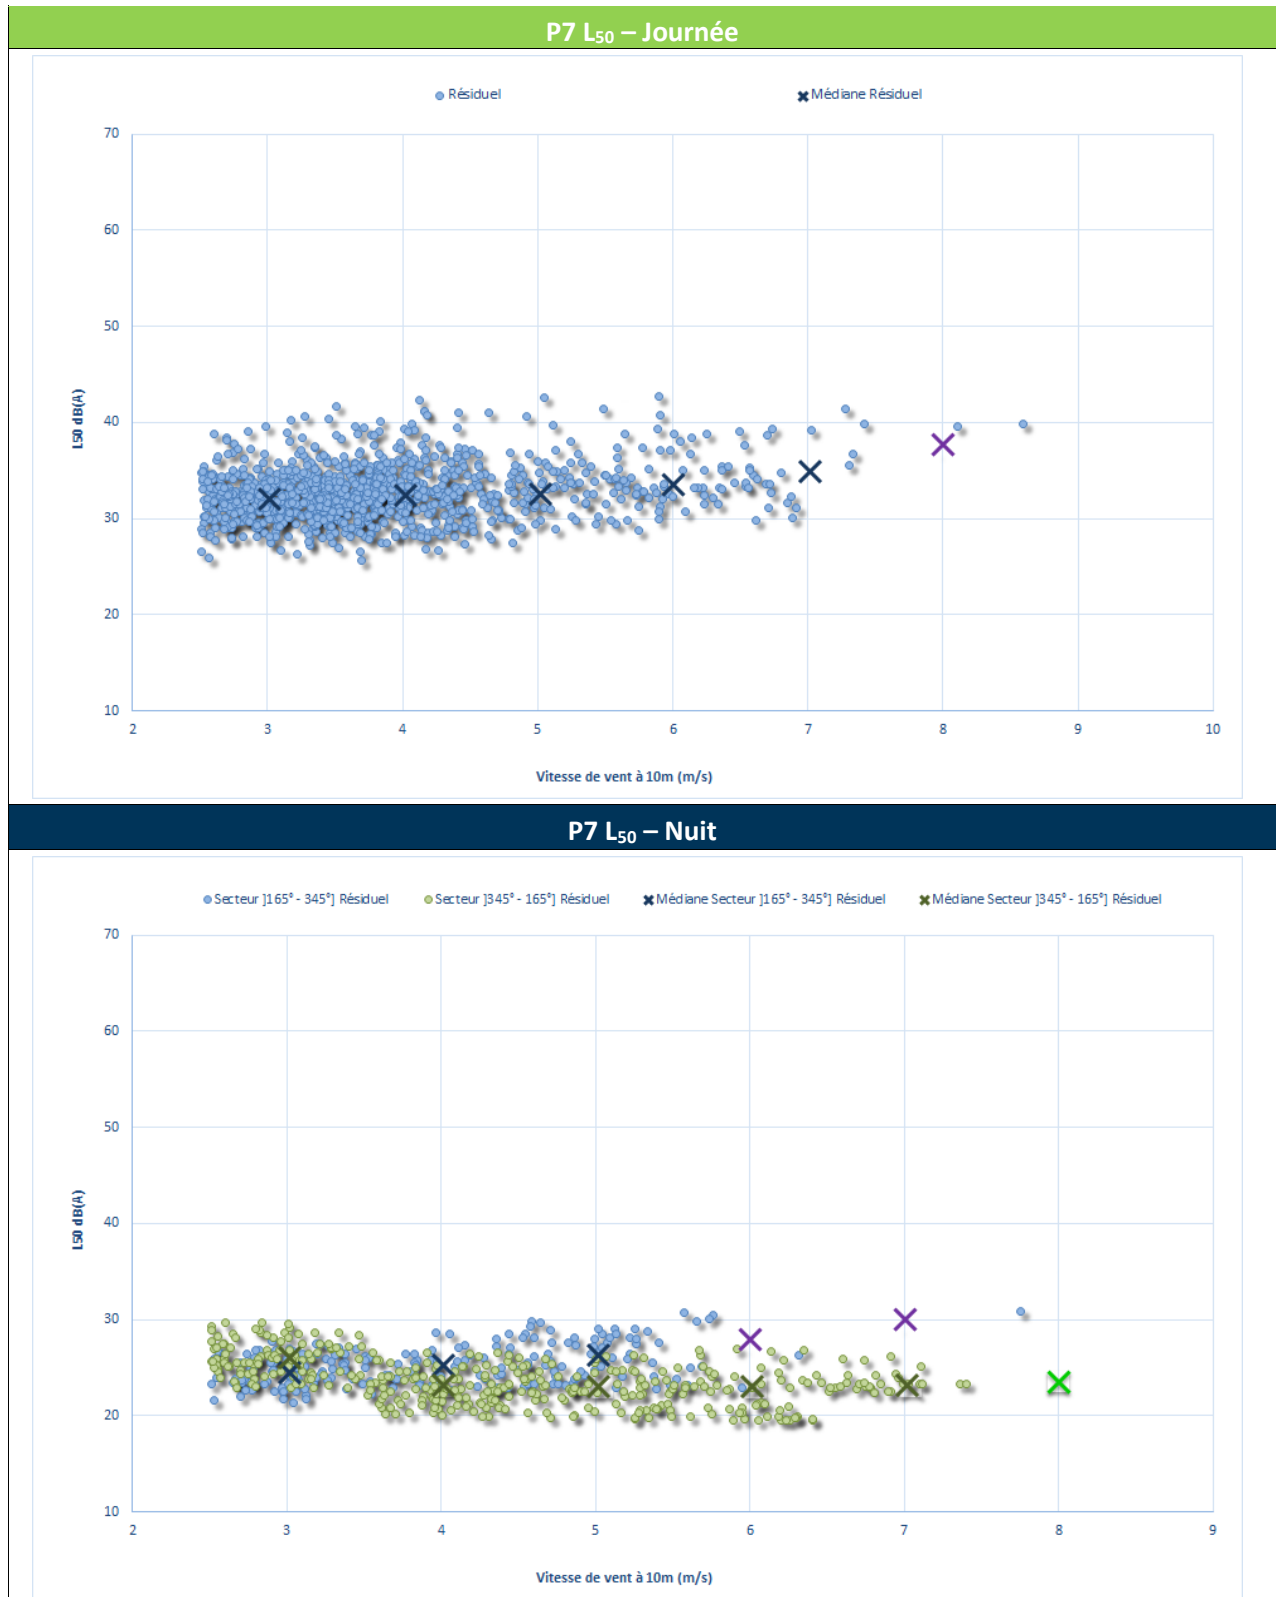 P7 L50 – Journée
Résiduel
Médiane Résiduel
70
60
50
40
30
20
10
L50 dB(A)
2 3 4 5 6 7 8 9 10
Vitesse de vent à 10m (m/s)
P7 L50 – Nuit
Secteur ]165° - 345°] Résiduel
Secteur ]345° - 165°] Résiduel
Médiane Secteur ]165° - 345°] Résiduel
Médiane Secteur ]345° - 165°] Résiduel
70
60
50
40
30
20
10
L50 dB(A)
2 3 4 5 6 7 8 9
Vitesse de vent à 10m (m/s)